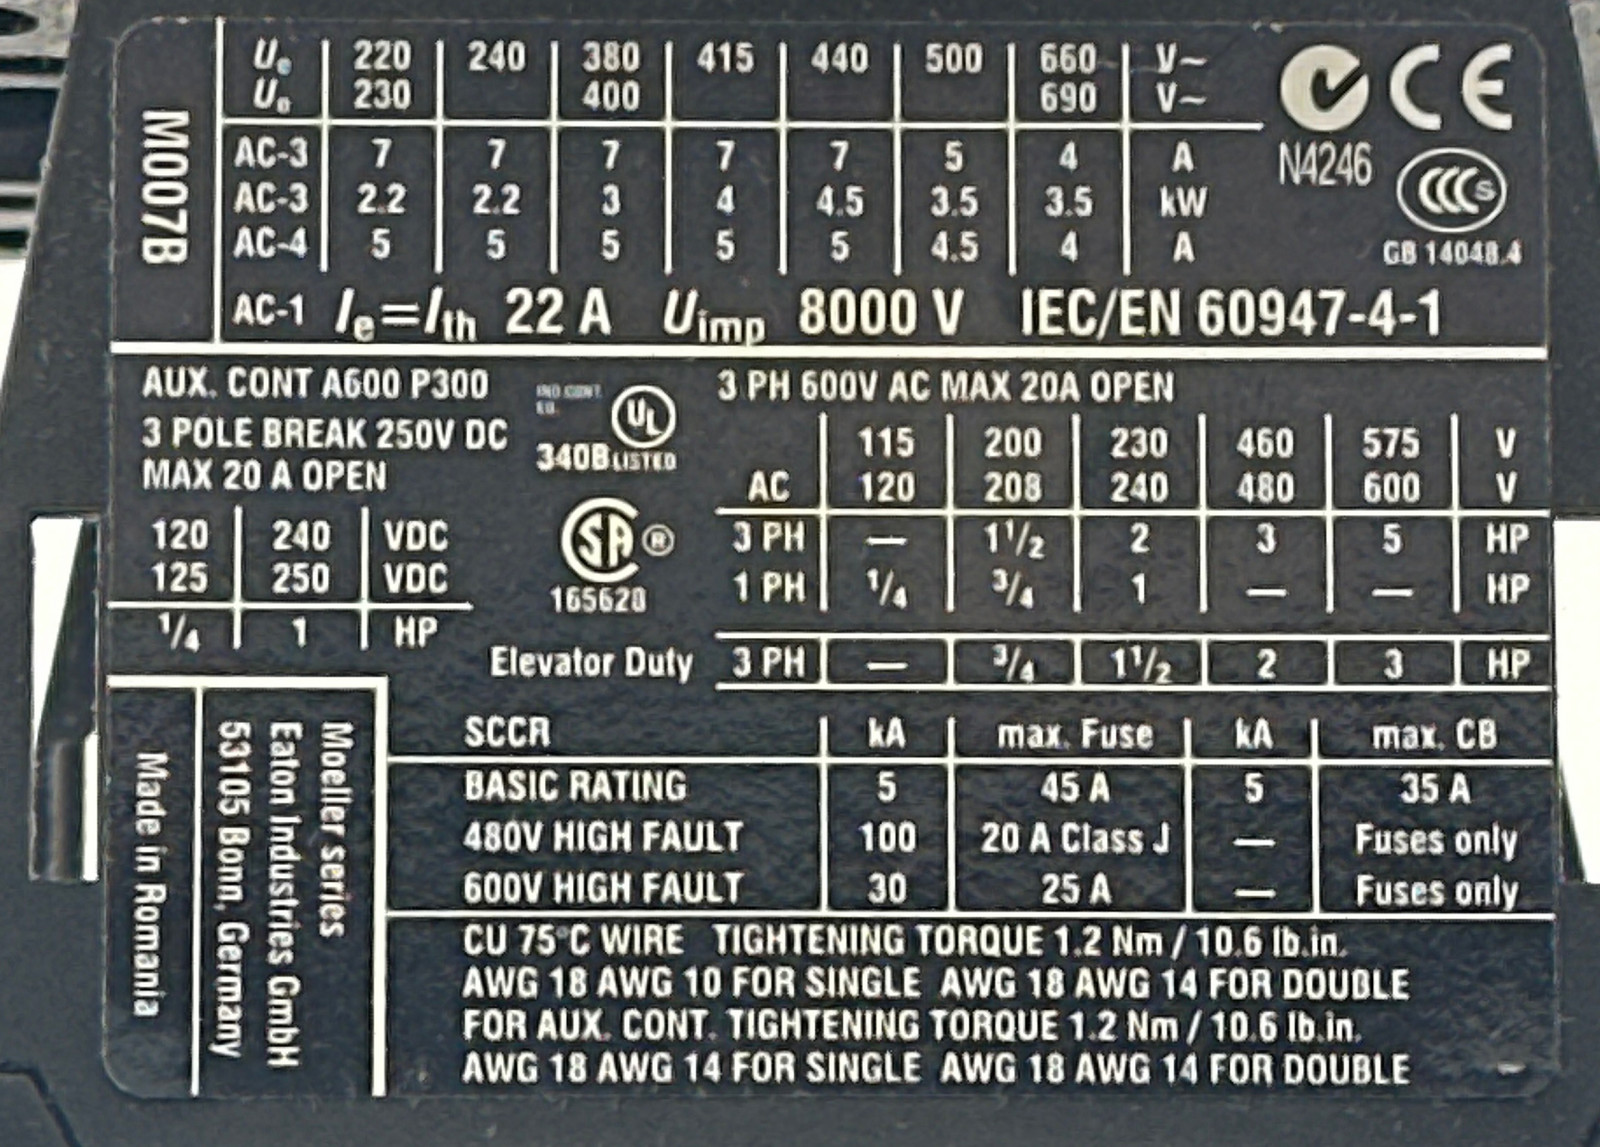 M007B
Ue 220 240 380 415 440 500 660 V~
Ue 230 400 690 V~
AC-3 7 7 7 7 7 5 4 A
AC-3 2.2 2.2 3 4 4.5 3.5 3.5 kW
AC-4 5 5 5 5 5 4.5 4 A
AC-1 Ie=Ith 22 A Uimp 8000 V IEC/EN 60947-4-1
CE
N4246
CCC S
GB 14048.4
AUX. CONT A600 P300
3 POLE BREAK 250V DC
MAX 20 A OPEN
120 240 VDC
125 250 VDC
1/4 1 HP
IND.CONT.
EQ.
UL
340B LISTED
SA ®
165628
3 PH 600V AC MAX 20A OPEN
115 200 230 460 575 V
AC 120 208 240 480 600 V
3 PH — 1 1/2 2 3 5 HP
1 PH 1/4 3/4 1 — — HP
Elevator Duty 3 PH — 3/4 1 1/2 2 3 HP
SCCR kA max. Fuse kA max. CB
BASIC RATING 5 45 A 5 35 A
480V HIGH FAULT 100 20 A Class J — Fuses only
600V HIGH FAULT 30 25 A — Fuses only
CU 75°C WIRE TIGHTENING TORQUE 1.2 Nm / 10.6 lb.in.
AWG 18 AWG 10 FOR SINGLE AWG 18 AWG 14 FOR DOUBLE
FOR AUX. CONT. TIGHTENING TORQUE 1.2 Nm / 10.6 lb.in.
AWG 18 AWG 14 FOR SINGLE AWG 18 AWG 14 FOR DOUBLE
Moeller series
Eaton Industries GmbH
53105 Bonn, Germany
Made in Romania